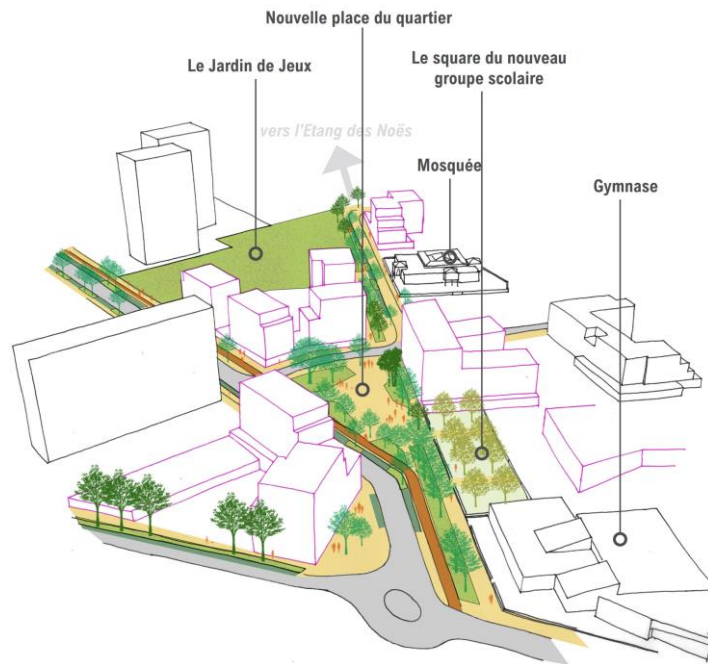 Nouvelle place du quartier
Le Jardin de Jeux
Le square du nouveau
groupe scolaire
vers l'Etang des Noës
Mosquée
Gymnase